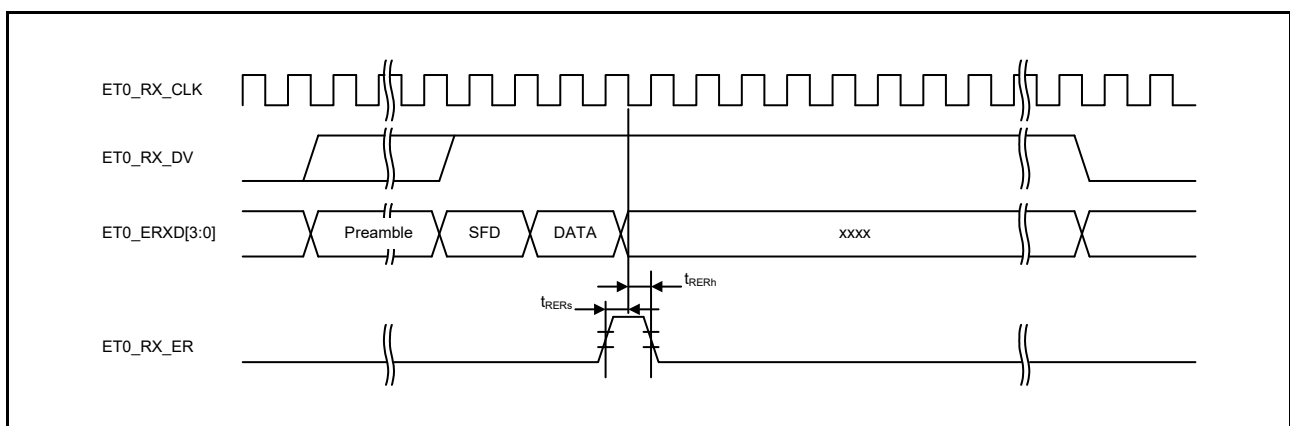 ET0_RX_CLK
ET0_RX_DV
ET0_ERXD[3:0] Preamble SFD DATA xxxx
tRERh
tRERs
ET0_RX_ER